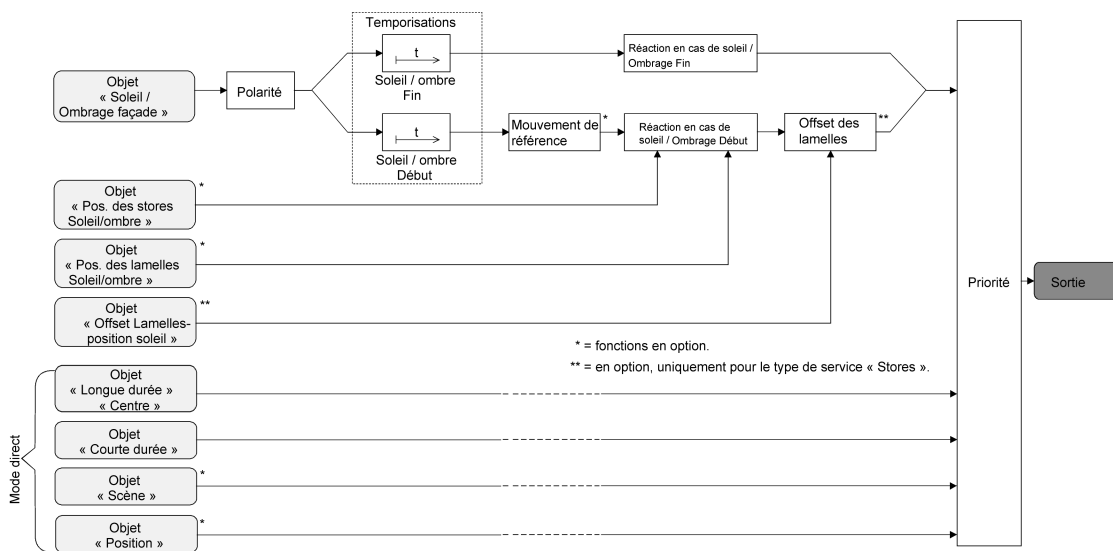 Temporisations
t
Soleil / ombre
Fin
Réaction en cas de soleil /
Ombrage Fin
Objet
« Soleil /
Ombrage façade »
Polarité
t
Soleil / ombre
Début
Mouvement de
référence
*
Réaction en cas de
soleil / Ombrage Début
Offset des
lamelles
**
Objet
« Pos. des stores
Soleil/ombre »
*
Objet
« Pos. des lamelles
Soleil/ombre »
*
Objet
« Offset Lamelles-
position soleil »
**
Priorité
Sortie
* = fonctions en option.
** = en option, uniquement pour le type de service « Stores ».
Mode direct
Objet
« Longue durée »
« Centre »
Objet
« Courte durée »
Objet
« Scène »
*
Objet
« Position »
*